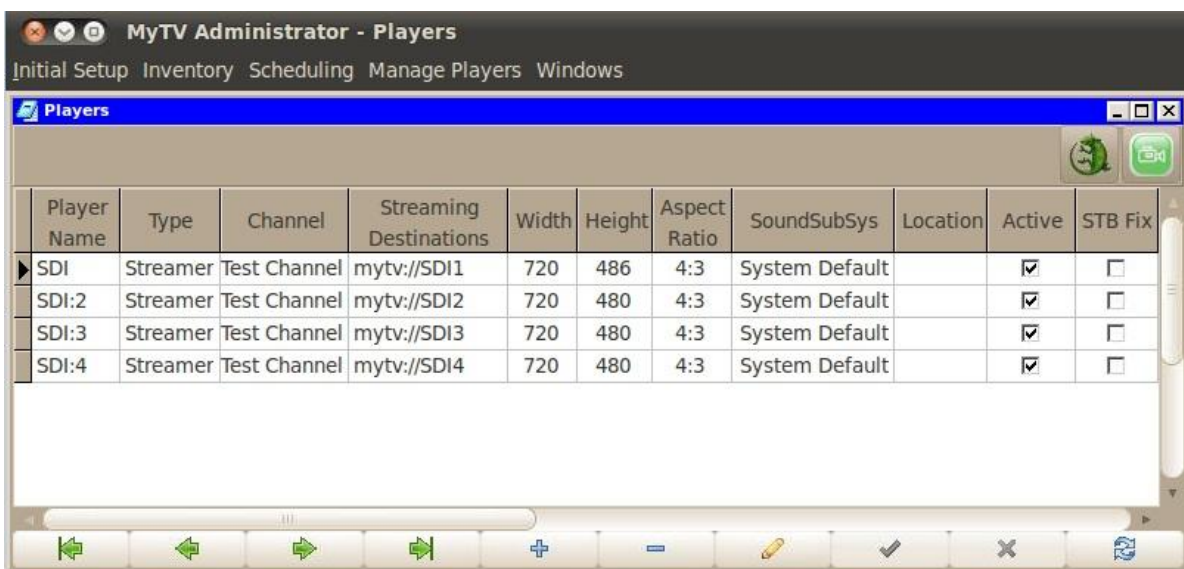 MyTV Administrator - Players
Initial Setup Inventory Scheduling Manage Players Windows
Players
Player Name Type Channel Streaming Destinations Width Height Aspect Ratio SoundSubSys Location Active STB Fix
SDI Streamer Test Channel mytv://SDI1 720 486 4:3 System Default
SDI:2 Streamer Test Channel mytv://SDI2 720 480 4:3 System Default
SDI:3 Streamer Test Channel mytv://SDI3 720 480 4:3 System Default
SDI:4 Streamer Test Channel mytv://SDI4 720 480 4:3 System Default